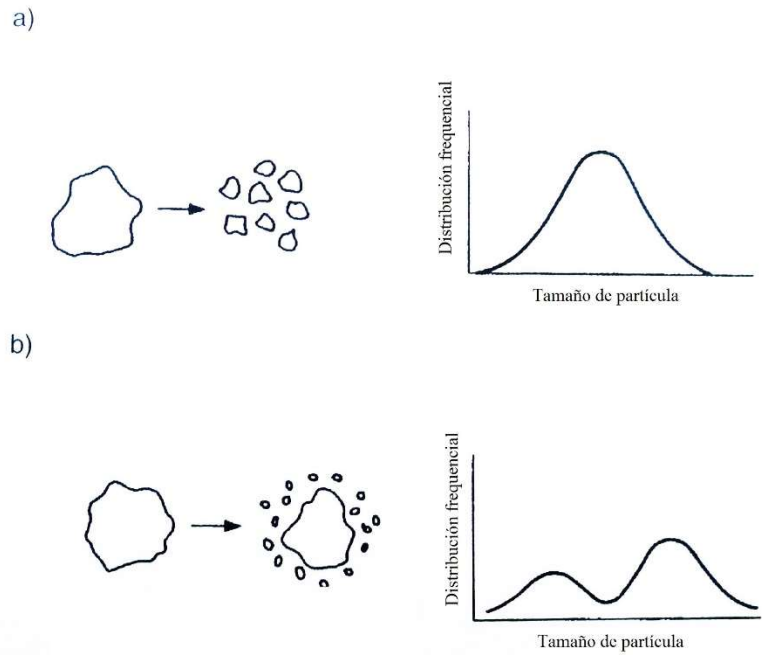 a)
Distribución frequencial
Tamaño de partícula
b)
Distribución frequencial
Tamaño de partícula